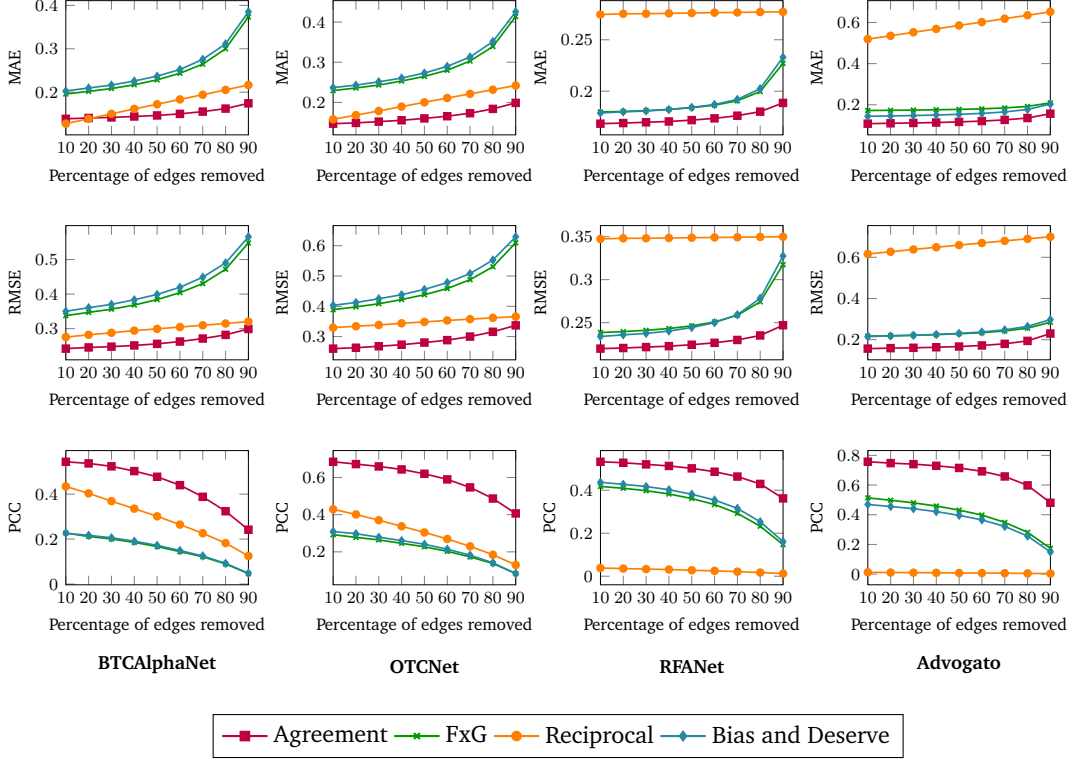 0.4
0.3
0.2
MAE
10 20 30 40 50 60 70 80 90
Percentage of edges removed
0.4
0.3
0.2
MAE
10 20 30 40 50 60 70 80 90
Percentage of edges removed
0.25
0.2
MAE
10 20 30 40 50 60 70 80 90
Percentage of edges removed
0.6
0.4
0.2
MAE
10 20 30 40 50 60 70 80 90
Percentage of edges removed
0.5
0.4
0.3
RMSE
10 20 30 40 50 60 70 80 90
Percentage of edges removed
0.6
0.5
0.4
0.3
RMSE
10 20 30 40 50 60 70 80 90
Percentage of edges removed
0.35
0.3
0.25
RMSE
10 20 30 40 50 60 70 80 90
Percentage of edges removed
0.6
0.4
0.2
RMSE
10 20 30 40 50 60 70 80 90
Percentage of edges removed
0.4
0.2
0
PCC
10 20 30 40 50 60 70 80 90
Percentage of edges removed
BTCAlphaNet
0.6
0.4
0.2
PCC
10 20 30 40 50 60 70 80 90
Percentage of edges removed
OTCNet
0.4
0.2
0
PCC
10 20 30 40 50 60 70 80 90
Percentage of edges removed
RFANet
0.8
0.6
0.4
0.2
0
PCC
10 20 30 40 50 60 70 80 90
Percentage of edges removed
Advogato
Agreement FxG Reciprocal Bias and Deserve